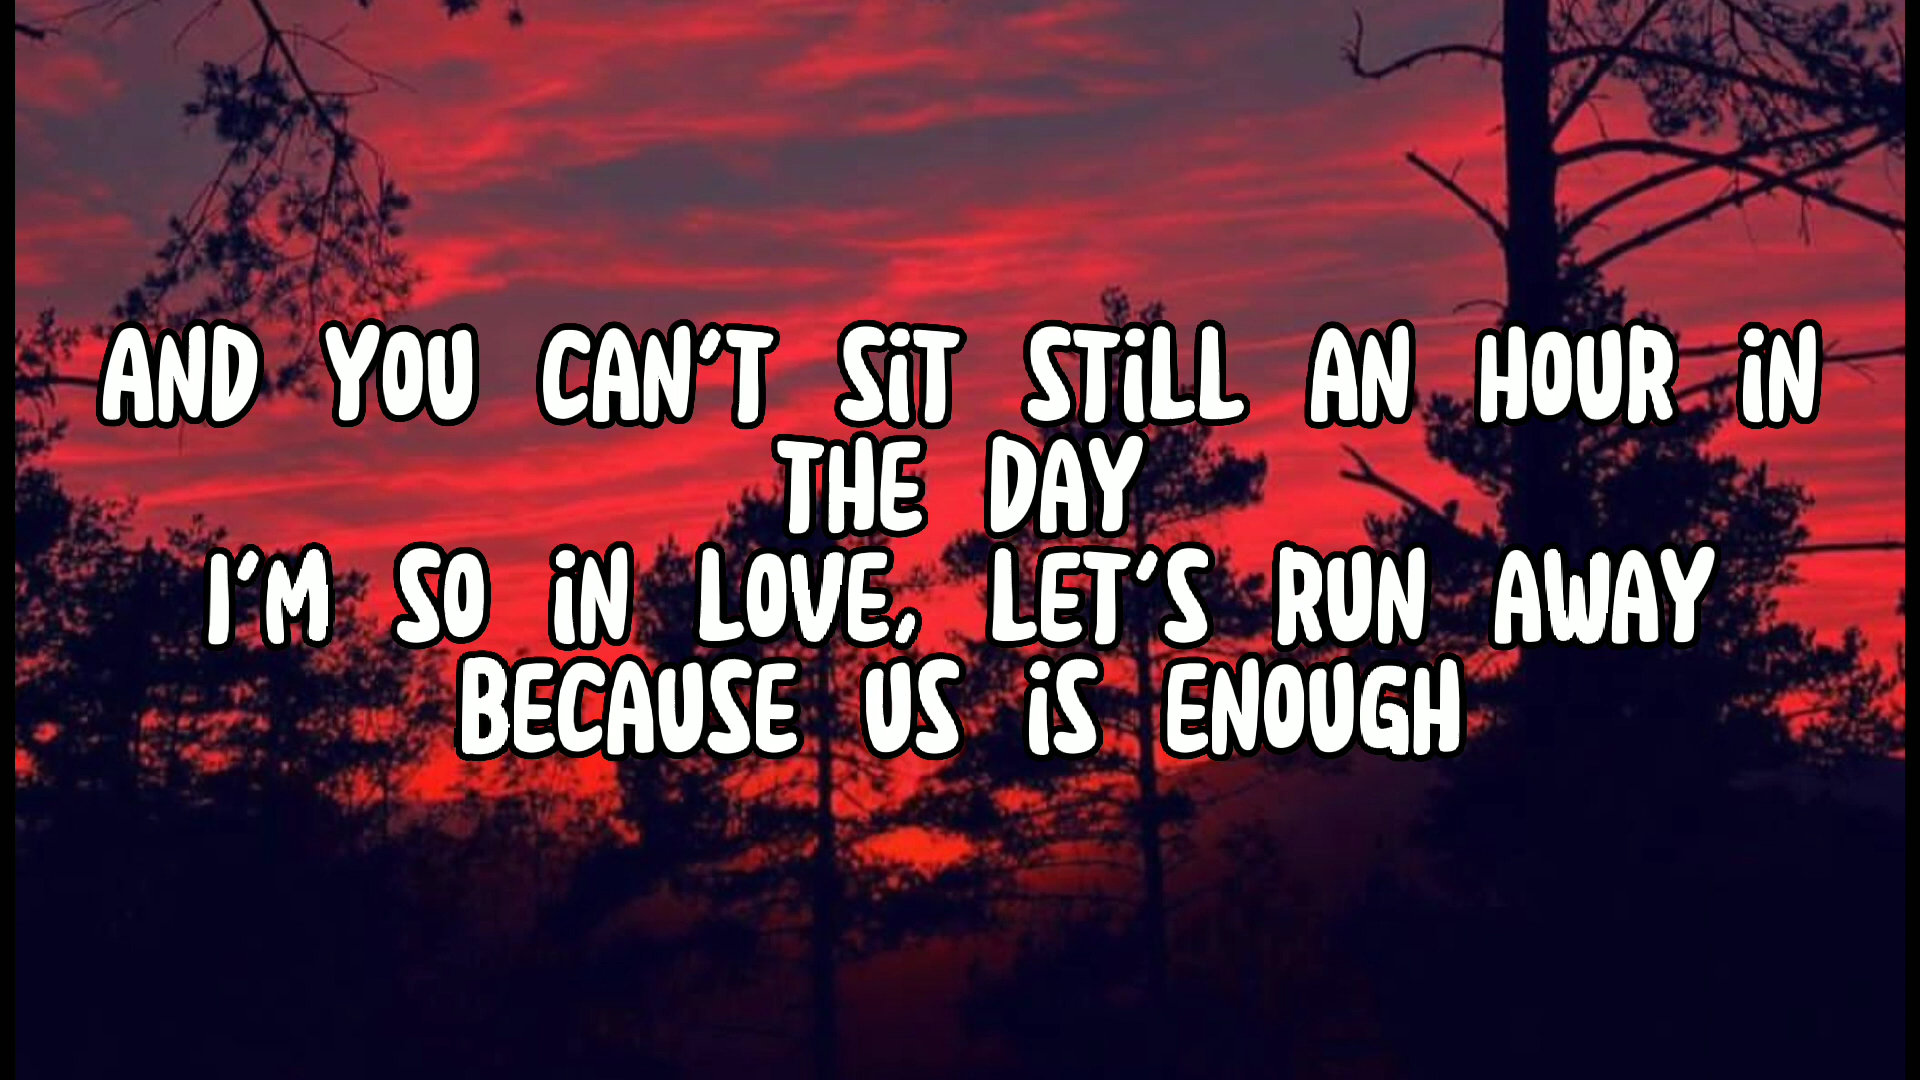 AND YOU CAN'T SIT STILL AN HOUR IN
THE DAY
I'M SO IN LOVE, LET'S RUN AWAY
BECAUSE US IS ENOUGH